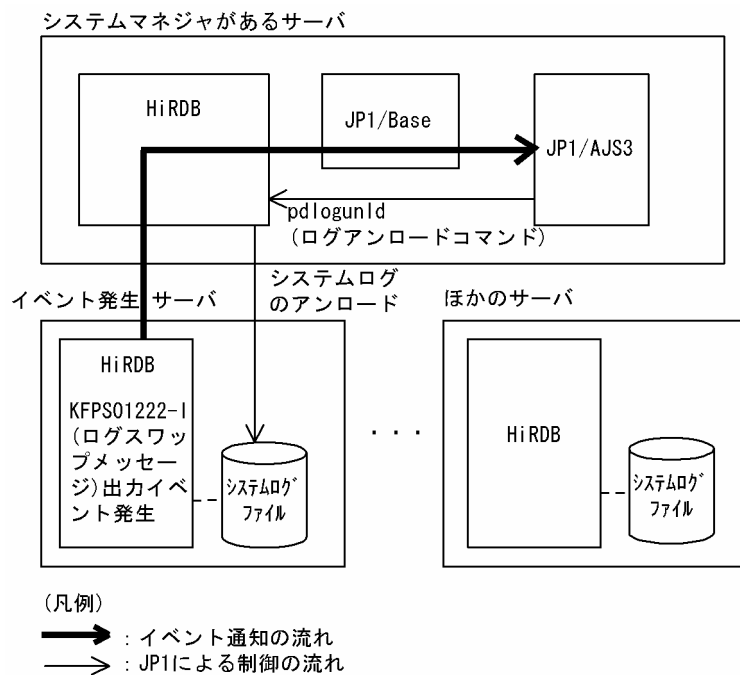 システムマネジャがあるサーバ
HiRDB
JP1/Base
JP1/AJS3
pdlogunld
(ログアンロードコマンド)
システムログ
のアンロード
イベント発生サーバ
HiRDB
KFPS01222-I
(ログスワッ
プメッセー
ジ)出力イベ
ント発生
システムログ
ファイル
・・・
ほかのサーバ
HiRDB
システムログ
ファイル
(凡例)
：イベント通知の流れ
：JP1による制御の流れ